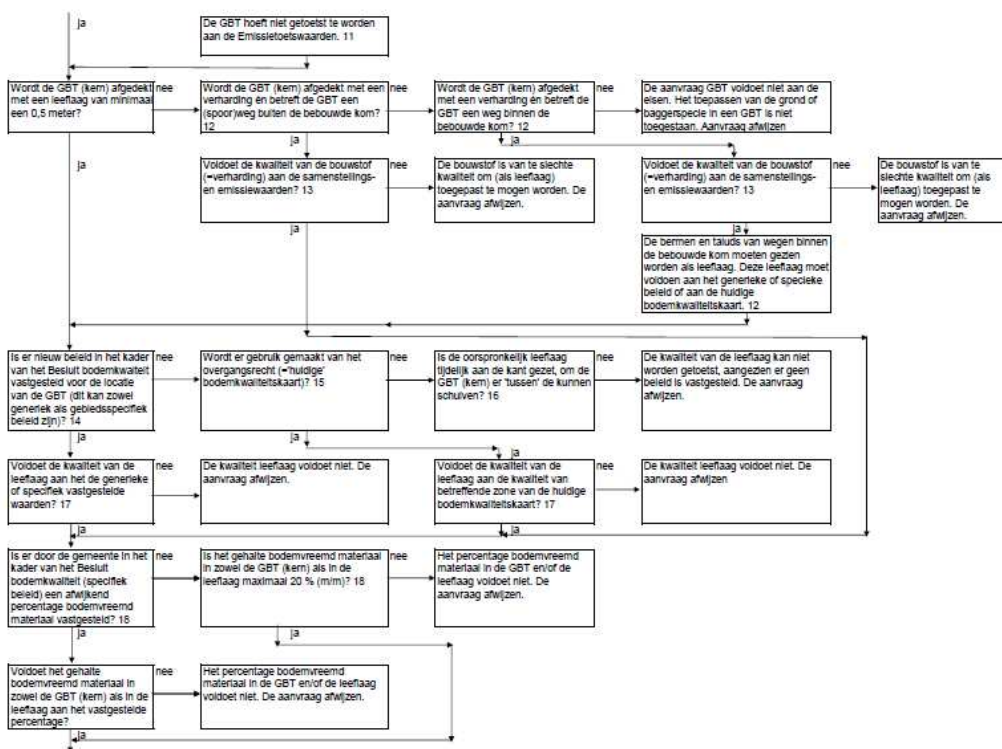 ja
De GBT hoeft niet getoetst te worden
aan de Emissietoetswaarden. 11
Wordt de GBT (kern) afgedekt
met een leeflaag van minimaal
een 0,5 meter?
nee
Wordt de GBT (kern) afgedekt met een
verharding én betreft de GBT een
(spoor)weg buiten de bebouwde kom?
12
nee
Wordt de GBT (kern) afgedekt
met een verharding én betreft de
GBT een weg binnen de
bebouwde kom? 12
nee
De aanvraag GBT voldoet niet aan de
eisen. Het toepassen van de grond of
baggerspecie in een GBT is niet
toegestaan. Aanvraag afwijzen
ja
ja
ja
Voldoet de kwaliteit van de bouwstof
(=verharding) aan de samenstellings-
en emissiewaarden? 13
nee
De bouwstof is van te slechte
kwaliteit om (als leeflaag)
toegepast te mogen worden. De
aanvraag afwijzen.
Voldoet de kwaliteit van de bouwstof
(=verharding) aan de samenstellings-
en emissiewaarden? 13
nee
De bouwstof is van te
slechte kwaliteit om (als
leeflaag) toegepast te
mogen worden. De
aanvraag afwijzen.
ja
ja
De bermen en taluds van wegen binnen
de bebouwde kom moeten gezien
worden als leeflaag. Deze leeflaag moet
voldoen aan het generieke of specieke
beleid of aan de huidige
bodemkwaliteitskaart. 12
Is er nieuw beleid in het kader
van het Besluit bodemkwaliteit
vastgesteld voor de locatie
van de GBT (dit kan zowel
generiek als gebiedsspecifiek
beleid zijn)? 14
nee
Wordt er gebruik gemaakt van het
overgangsrecht (='huidige'
bodemkwaliteitskaart)? 15
nee
Is de oorspronkelijk leeflaag
tijdelijk aan de kant gezet, om de
GBT (kern) er 'tussen' de kunnen
schuiven? 16
nee
De kwaliteit van de leeflaag kan niet
worden getoetst, aangezien er geen
beleid is vastgesteld. De aanvraag
afwijzen.
ja
ja
ja
Voldoet de kwaliteit van de
leeflaag aan het de generieke
of specifiek vastgestelde
waarden? 17
nee
De kwaliteit leeflaag voldoet niet. De
aanvraag afwijzen.
Voldoet de kwaliteit van de
leeflaag aan de kwaliteit van
betreffende zone van de huidige
bodemkwaliteitskaart? 17
nee
De kwaliteit leeflaag voldoet niet. De
aanvraag afwijzen
ja
ja
Is er door de gemeente in het
kader van het Besluit
bodemkwaliteit (specifiek
beleid) een afwijkend
percentage bodemvreemd
materiaal vastgesteld? 18
nee
Is het gehalte bodemvreemd materiaal
in zowel de GBT (kern) als in de
leeflaag maximaal 20 % (m/m)? 18
nee
Het percentage bodemvreemd
materiaal in de GBT en/of de
leeflaag voldoet niet. De
aanvraag afwijzen.
ja
ja
Voldoet het gehalte
bodemvreemd materiaal in
zowel de GBT (kern) als in de
leeflaag aan het vastgestelde
percentage?
nee
Het percentage bodemvreemd
materiaal in de GBT en/of de leeflaag
voldoet niet. De aanvraag afwijzen.
ja